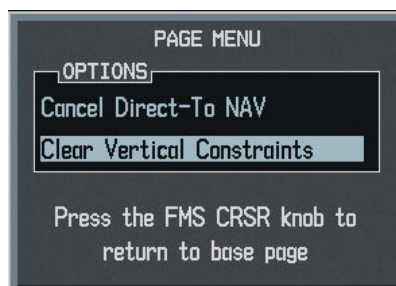 PAGE MENU
OPTIONS
Cancel Direct-To NAV
Clear Vertical Constraints
Press the FMS CRSR knob to
return to base page